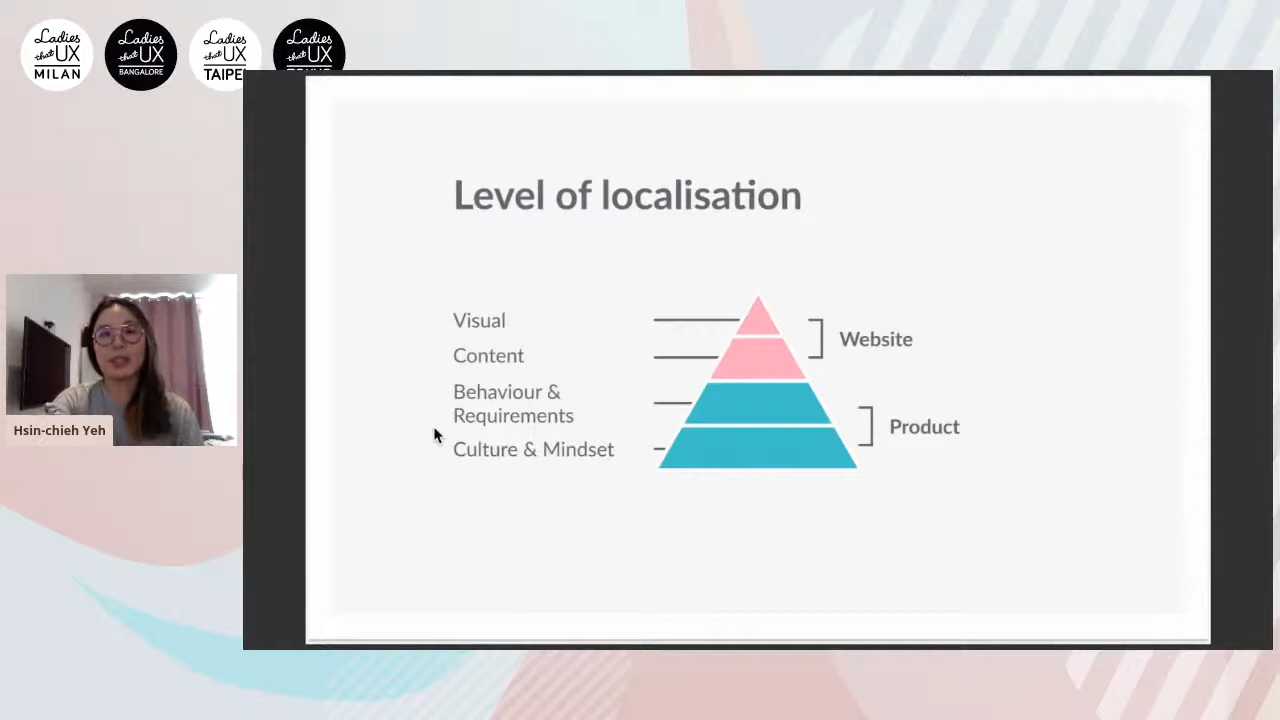 Ladies
that UX
MILAN
Ladies
that UX
BANGALORE
Ladies
that UX
TAIPEI
Ladies
that UX
Level of localisation
Visual
Content
Behaviour &
Requirements
Culture & Mindset
Website
Product
Hsin-chieh Yeh